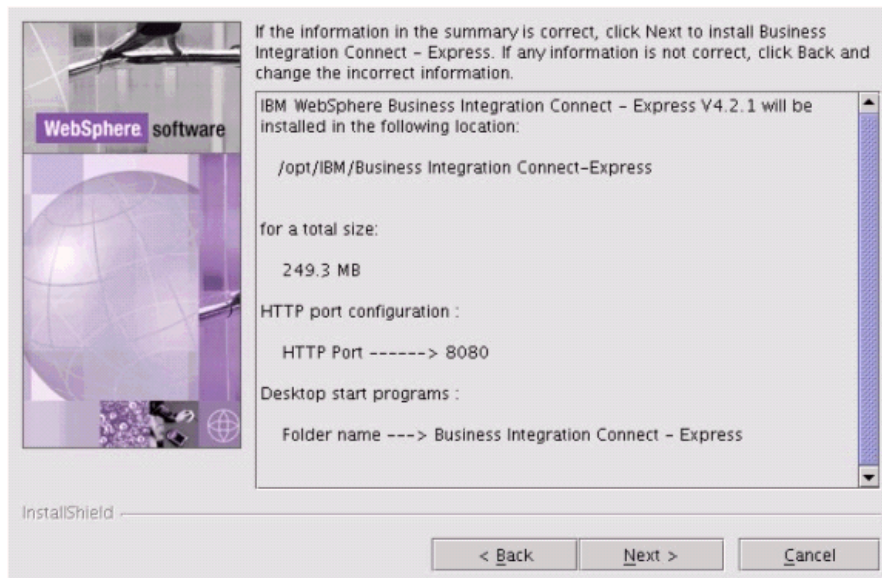 If the information in the summary is correct, click Next to install Business
Integration Connect – Express. If any information is not correct, click Back and
change the incorrect information.
WebSphere software
IBM WebSphere Business Integration Connect – Express V4.2.1 will be
installed in the following location:
/opt/IBM/Business Integration Connect–Express
for a total size:
249.3 MB
HTTP port configuration :
HTTP Port ------> 8080
Desktop start programs :
Folder name ---> Business Integration Connect – Express
InstallShield
< Back
Next >
Cancel